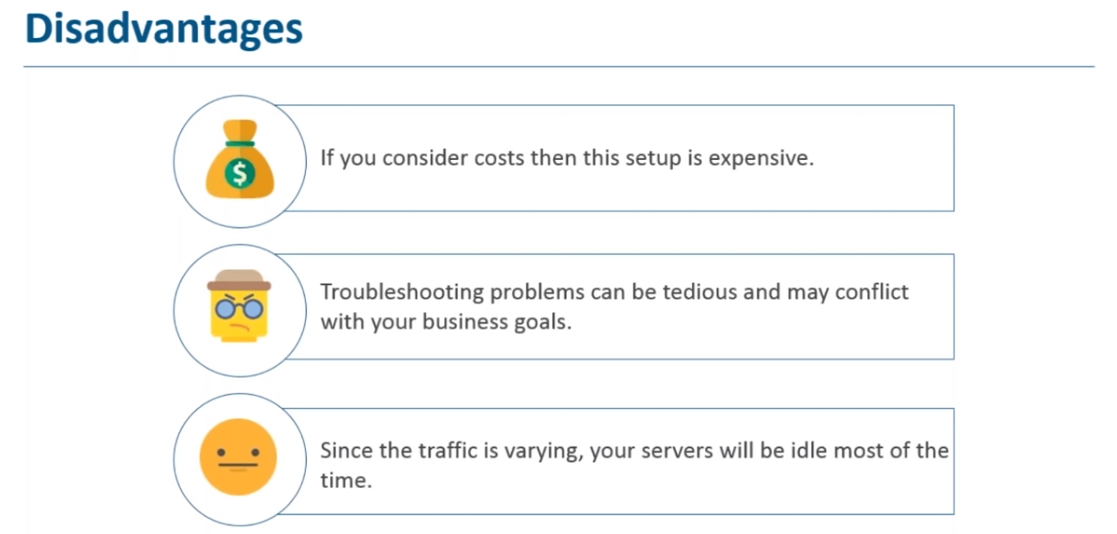 Disadvantages
$
If you consider costs then this setup is expensive.
Troubleshooting problems can be tedious and may conflict
with your business goals.
Since the traffic is varying, your servers will be idle most of the
time.